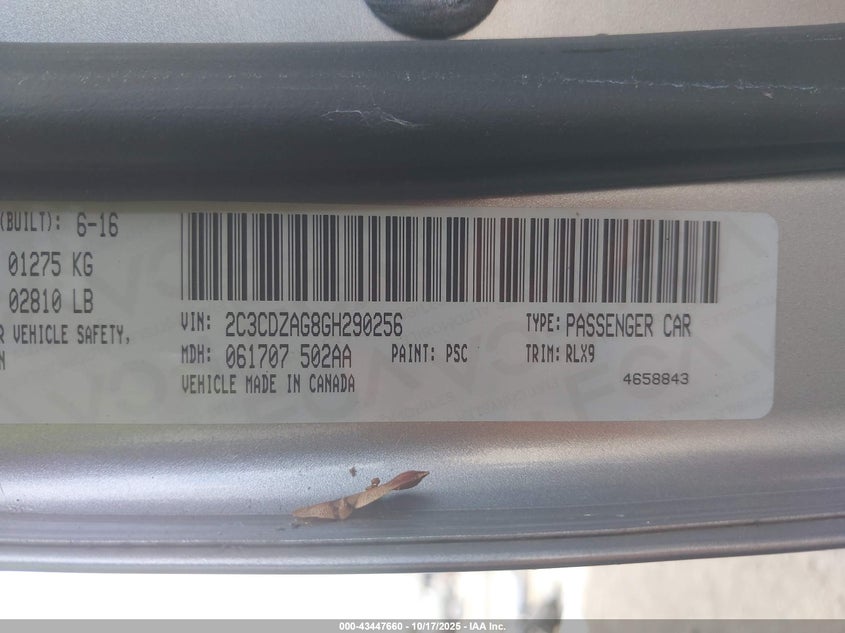 (BUILT): 6-16
01275 KG
02810 LB
R VEHICLE SAFETY,
N
VIN: 2C3CDZAG8GH290256 TYPE: PASSENGER CAR
MDH: 061707 502AA PAINT: PSC TRIM: RLX9
VEHICLE MADE IN CANADA 4658843
000-43447660 - 10/17/2025 - IAA Inc.